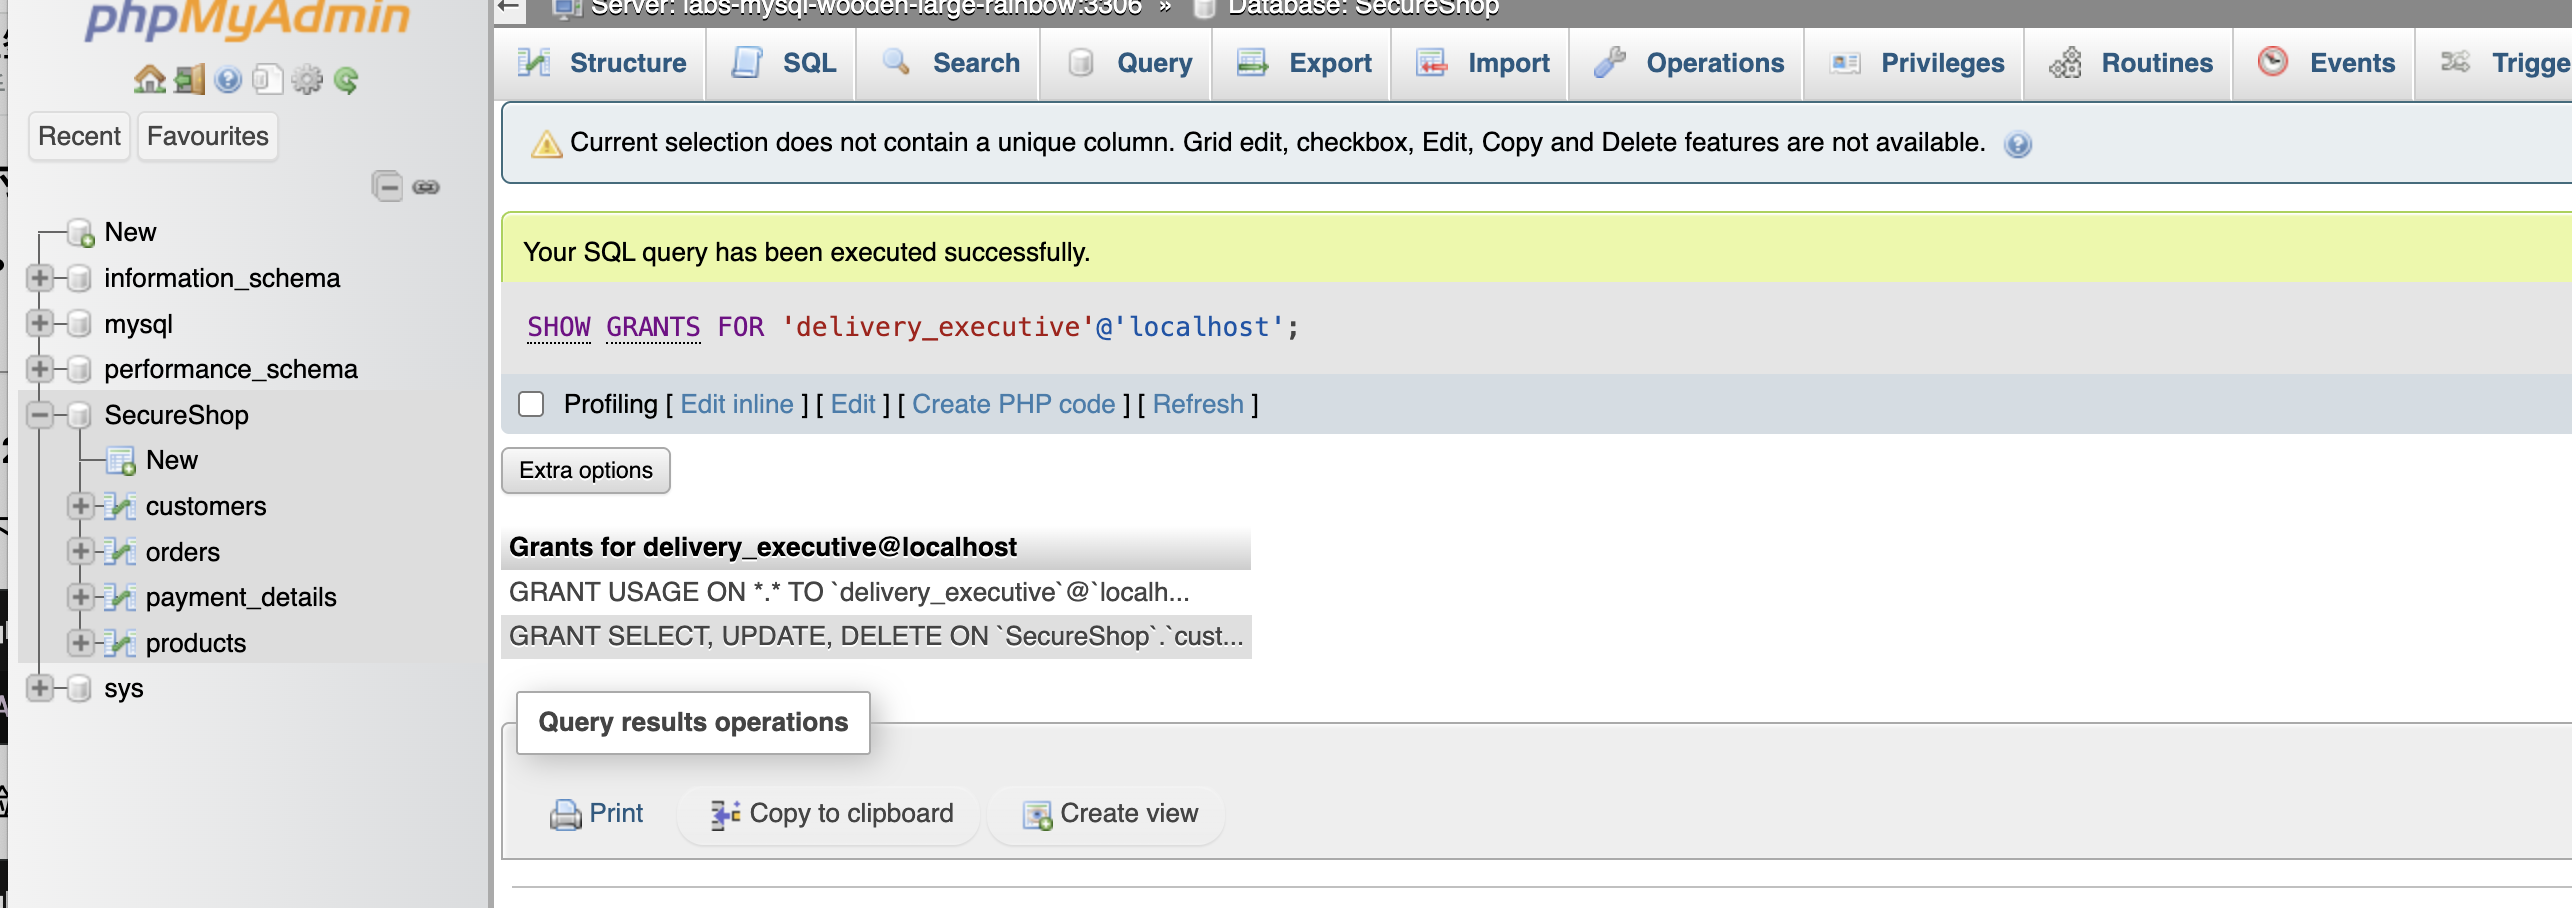 phpMyAdmin
Recent
Favourites
New
information_schema
mysql
performance_schema
SecureShop
New
customers
orders
payment_details
products
sys
Server: labs-mysql-wooden-large-rainbow:3306 » Database: SecureShop
Structure
SQL
Search
Query
Export
Import
Operations
Privileges
Routines
Events
Trigge
Current selection does not contain a unique column. Grid edit, checkbox, Edit, Copy and Delete features are not available.
Your SQL query has been executed successfully.
SHOW GRANTS FOR 'delivery_executive'@'localhost';
Profiling [ Edit inline ] [ Edit ] [ Create PHP code ] [ Refresh ]
Extra options
Grants for delivery_executive@localhost
GRANT USAGE ON *.* TO `delivery_executive`@`localh...
GRANT SELECT, UPDATE, DELETE ON `SecureShop`.`cust...
Query results operations
Print
Copy to clipboard
Create view